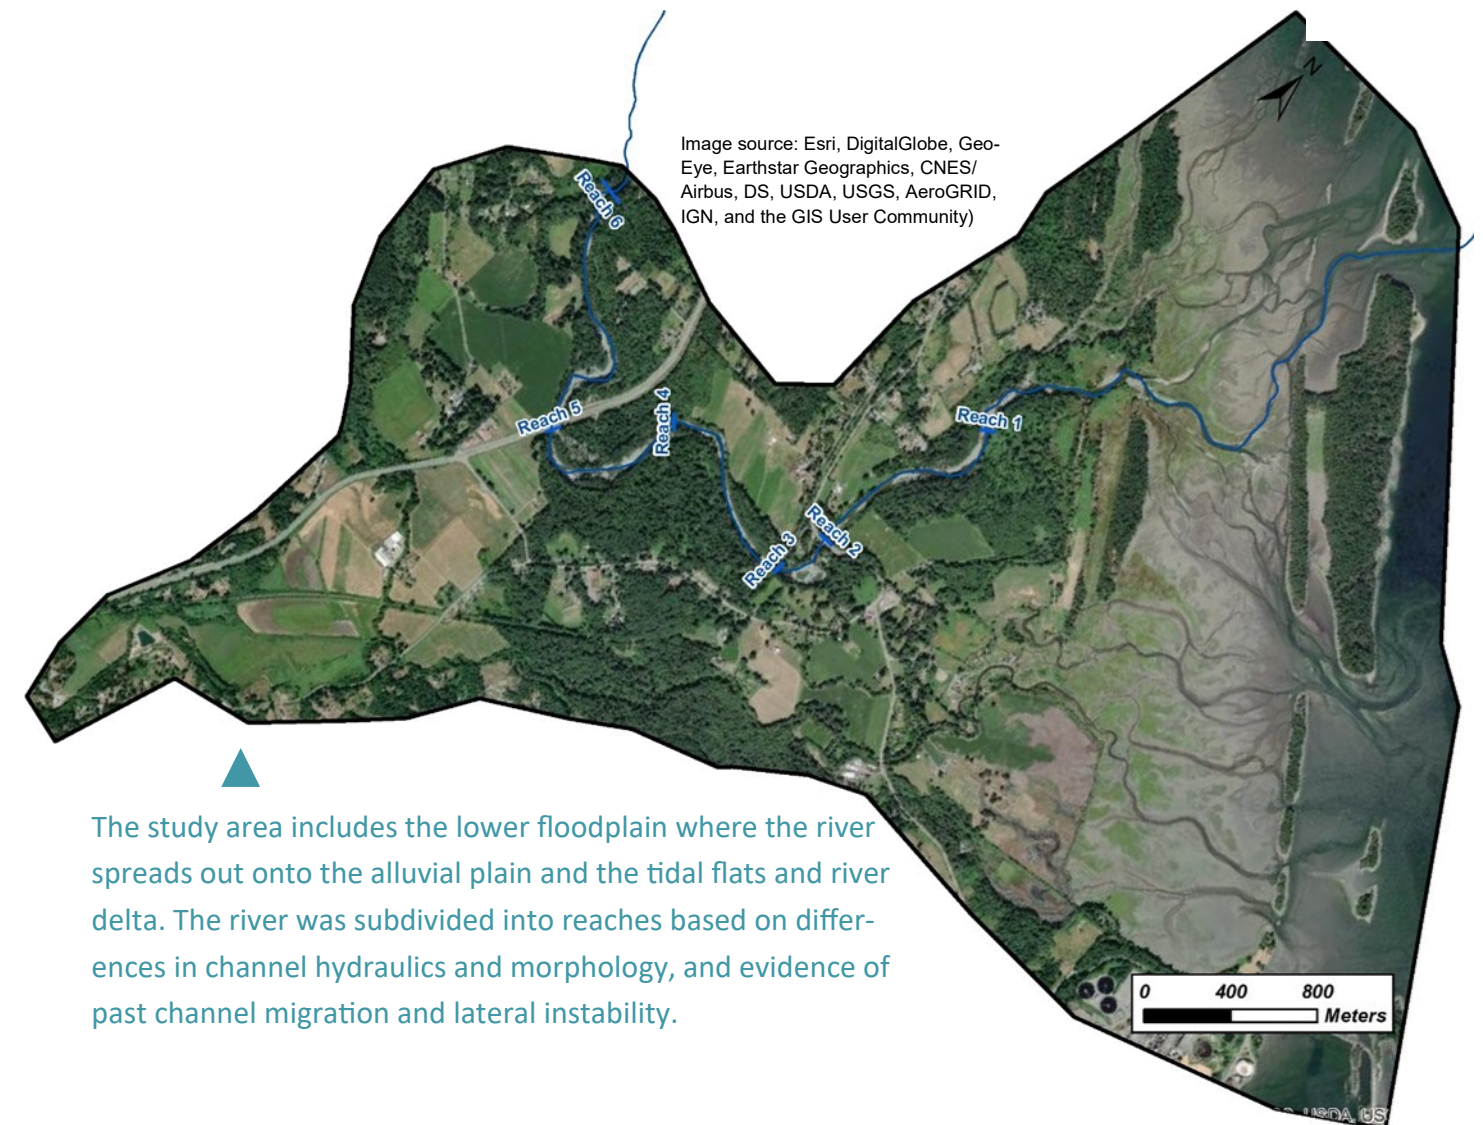 N
Image source: Esri, DigitalGlobe, Geo-
Eye, Earthstar Geographics, CNES/
Airbus, DS, USDA, USGS, AeroGRID,
IGN, and the GIS User Community)
Reach 6
Reach 5
Reach 4
Reach 1
Reach 2
Reach 3
The study area includes the lower floodplain where the river
spreads out onto the alluvial plain and the tidal flats and river
delta. The river was subdivided into reaches based on differ-
ences in channel hydraulics and morphology, and evidence of
past channel migration and lateral instability.
0 400 800
Meters
USDA, US